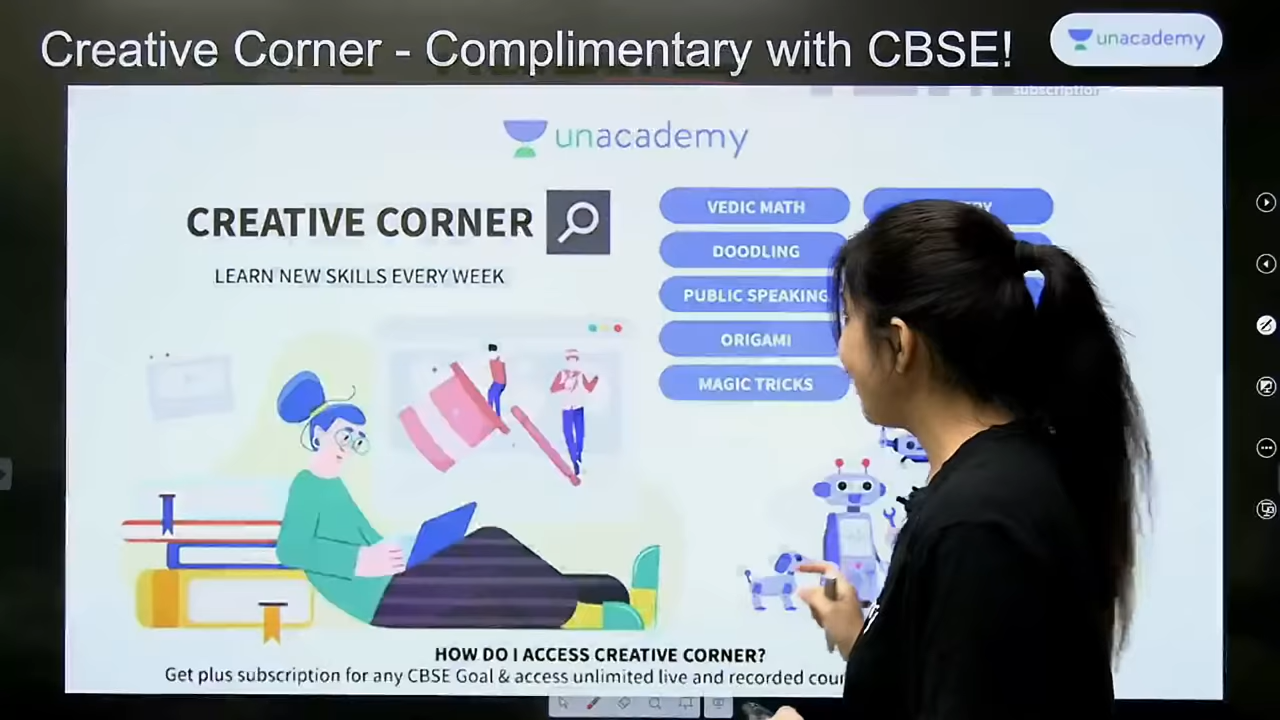 Creative Corner - Complimentary with CBSE!
unacademy
subscription
unacademy
CREATIVE CORNER
LEARN NEW SKILLS EVERY WEEK
VEDIC MATH
DOODLING
PUBLIC SPEAKING
ORIGAMI
MAGIC TRICKS
HOW DO I ACCESS CREATIVE CORNER?
Get plus subscription for any CBSE Goal & access unlimited live and recorded